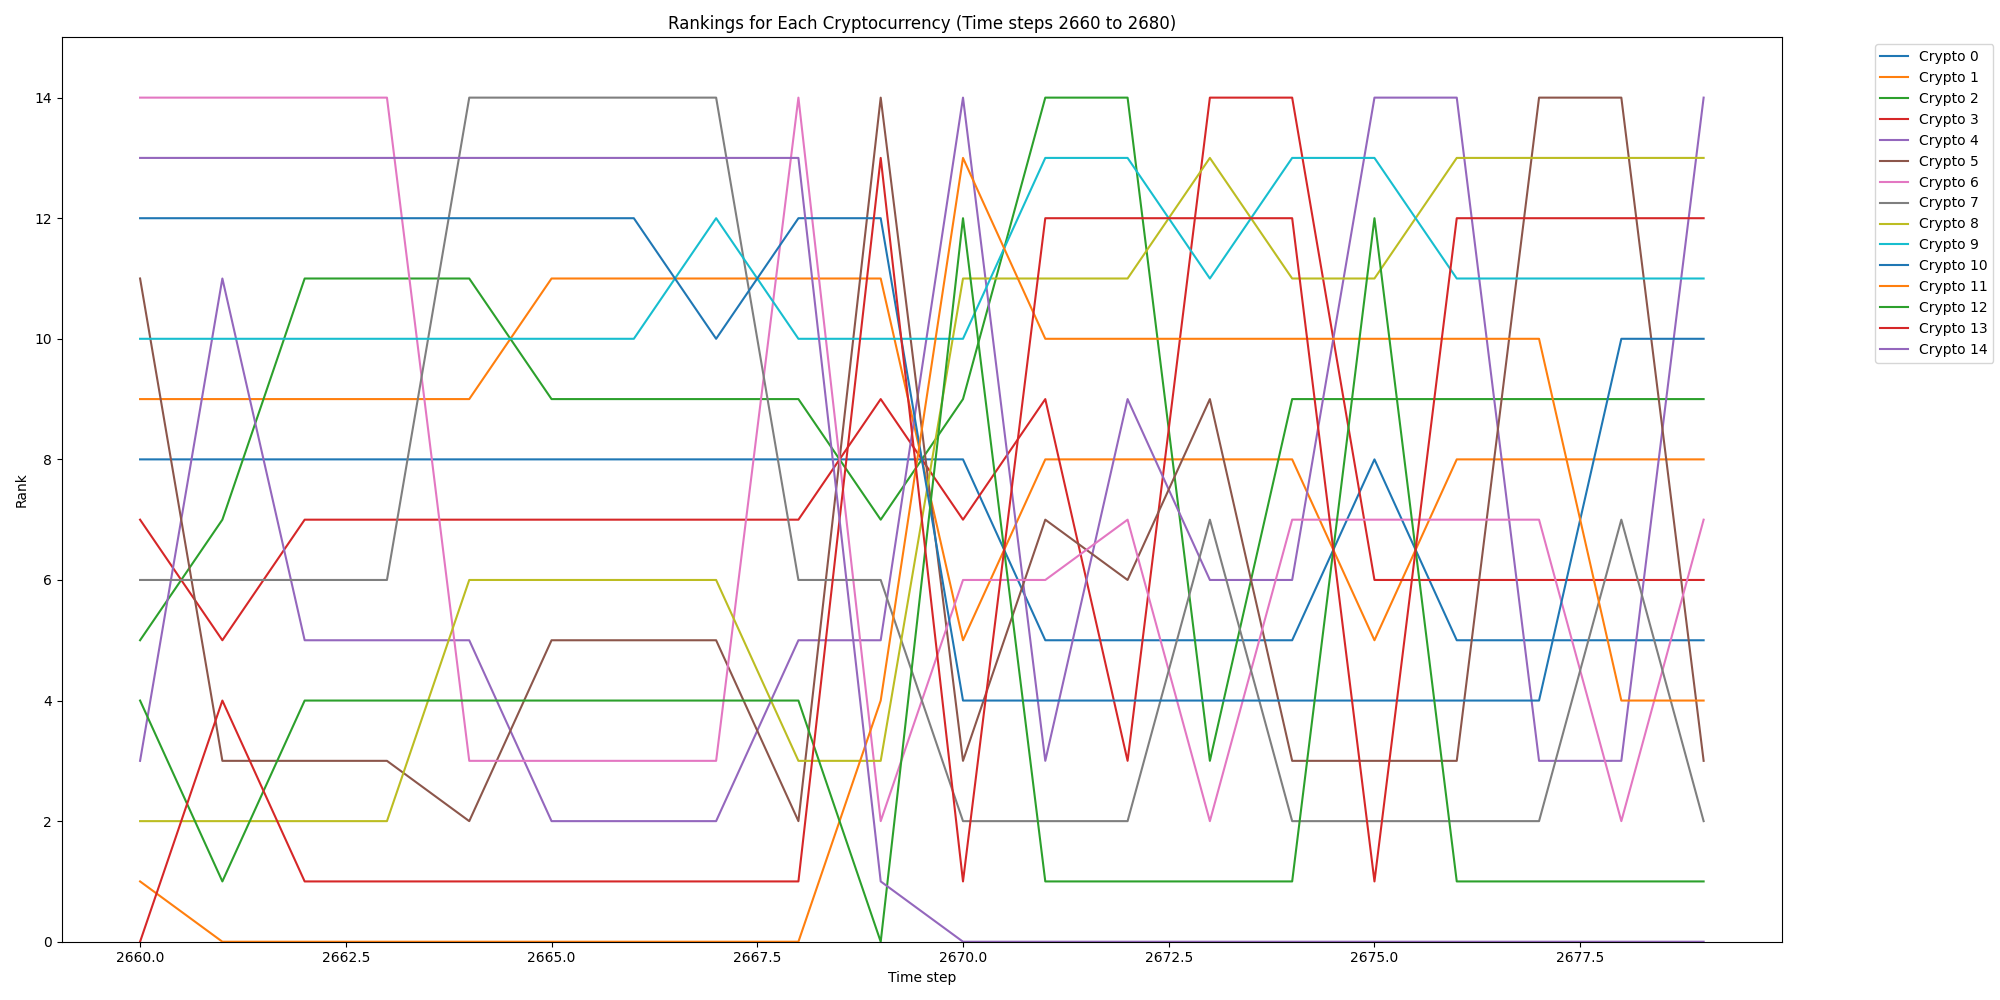 Rankings for Each Cryptocurrency (Time steps 2660 to 2680)
Rank
14
12
10
8
6
4
2
0
2660.0 2662.5 2665.0 2667.5 2670.0 2672.5 2675.0 2677.5
Time step
Crypto 0
Crypto 1
Crypto 2
Crypto 3
Crypto 4
Crypto 5
Crypto 6
Crypto 7
Crypto 8
Crypto 9
Crypto 10
Crypto 11
Crypto 12
Crypto 13
Crypto 14